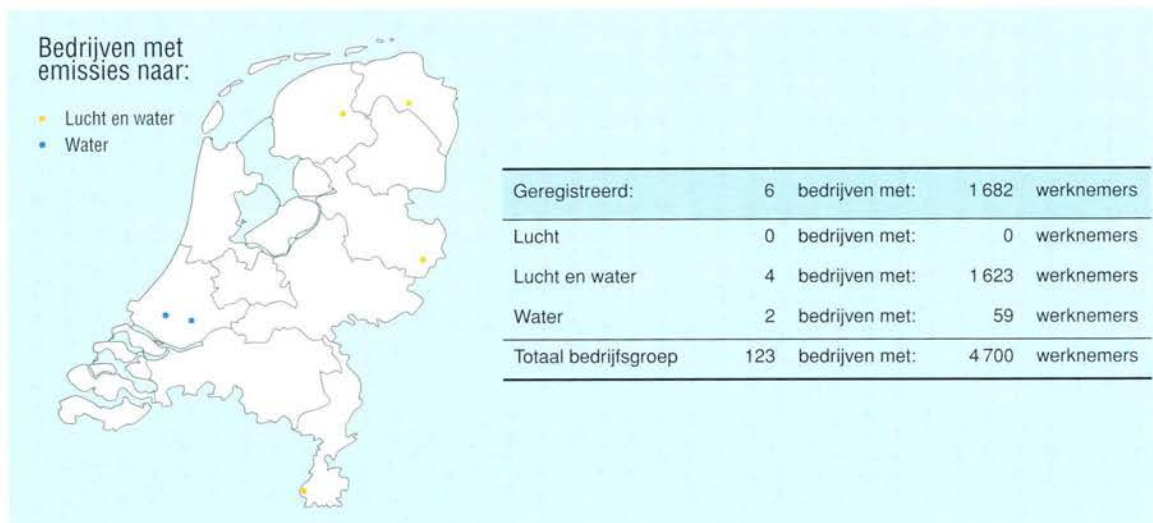 Bedrijven met
emissies naar:
Lucht en water
Water
Geregistreerd: 6 bedrijven met: 1 682 werknemers
Lucht 0 bedrijven met: 0 werknemers
Lucht en water 4 bedrijven met: 1 623 werknemers
Water 2 bedrijven met: 59 werknemers
Totaal bedrijfsgroep 123 bedrijven met: 4 700 werknemers